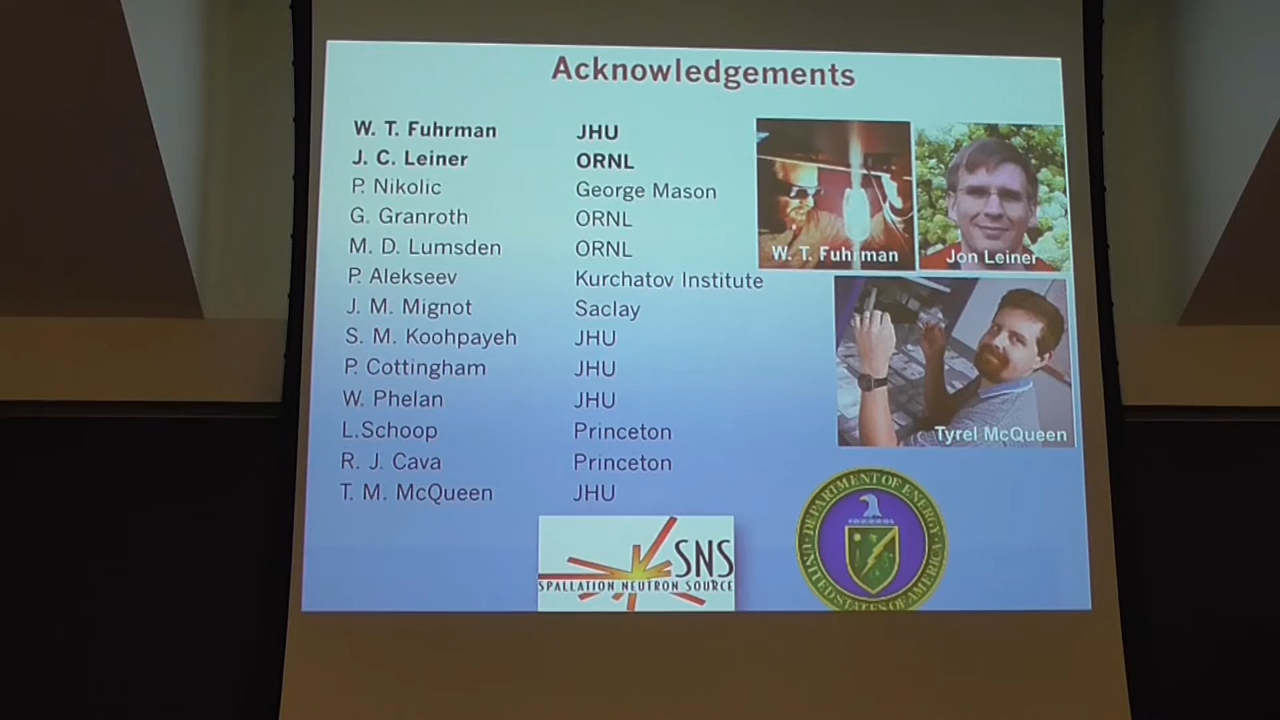 Acknowledgements
W. T. Fuhrman JHU
J. C. Leiner ORNL
P. Nikolic George Mason
G. Granroth ORNL
M. D. Lumsden ORNL
P. Alekseev Kurchatov Institute
J. M. Mignot Saclay
S. M. Koohpayeh JHU
P. Cottingham JHU
W. Phelan JHU
L.Schoop Princeton
R. J. Cava Princeton
T. M. McQueen JHU
W. T. Fuhrman
Jon Leiner
Tyrel McQueen
SNS
SPALLATION NEUTRON SOURCE
DEPARTMENT OF ENERGY
UNITED STATES OF AMERICA